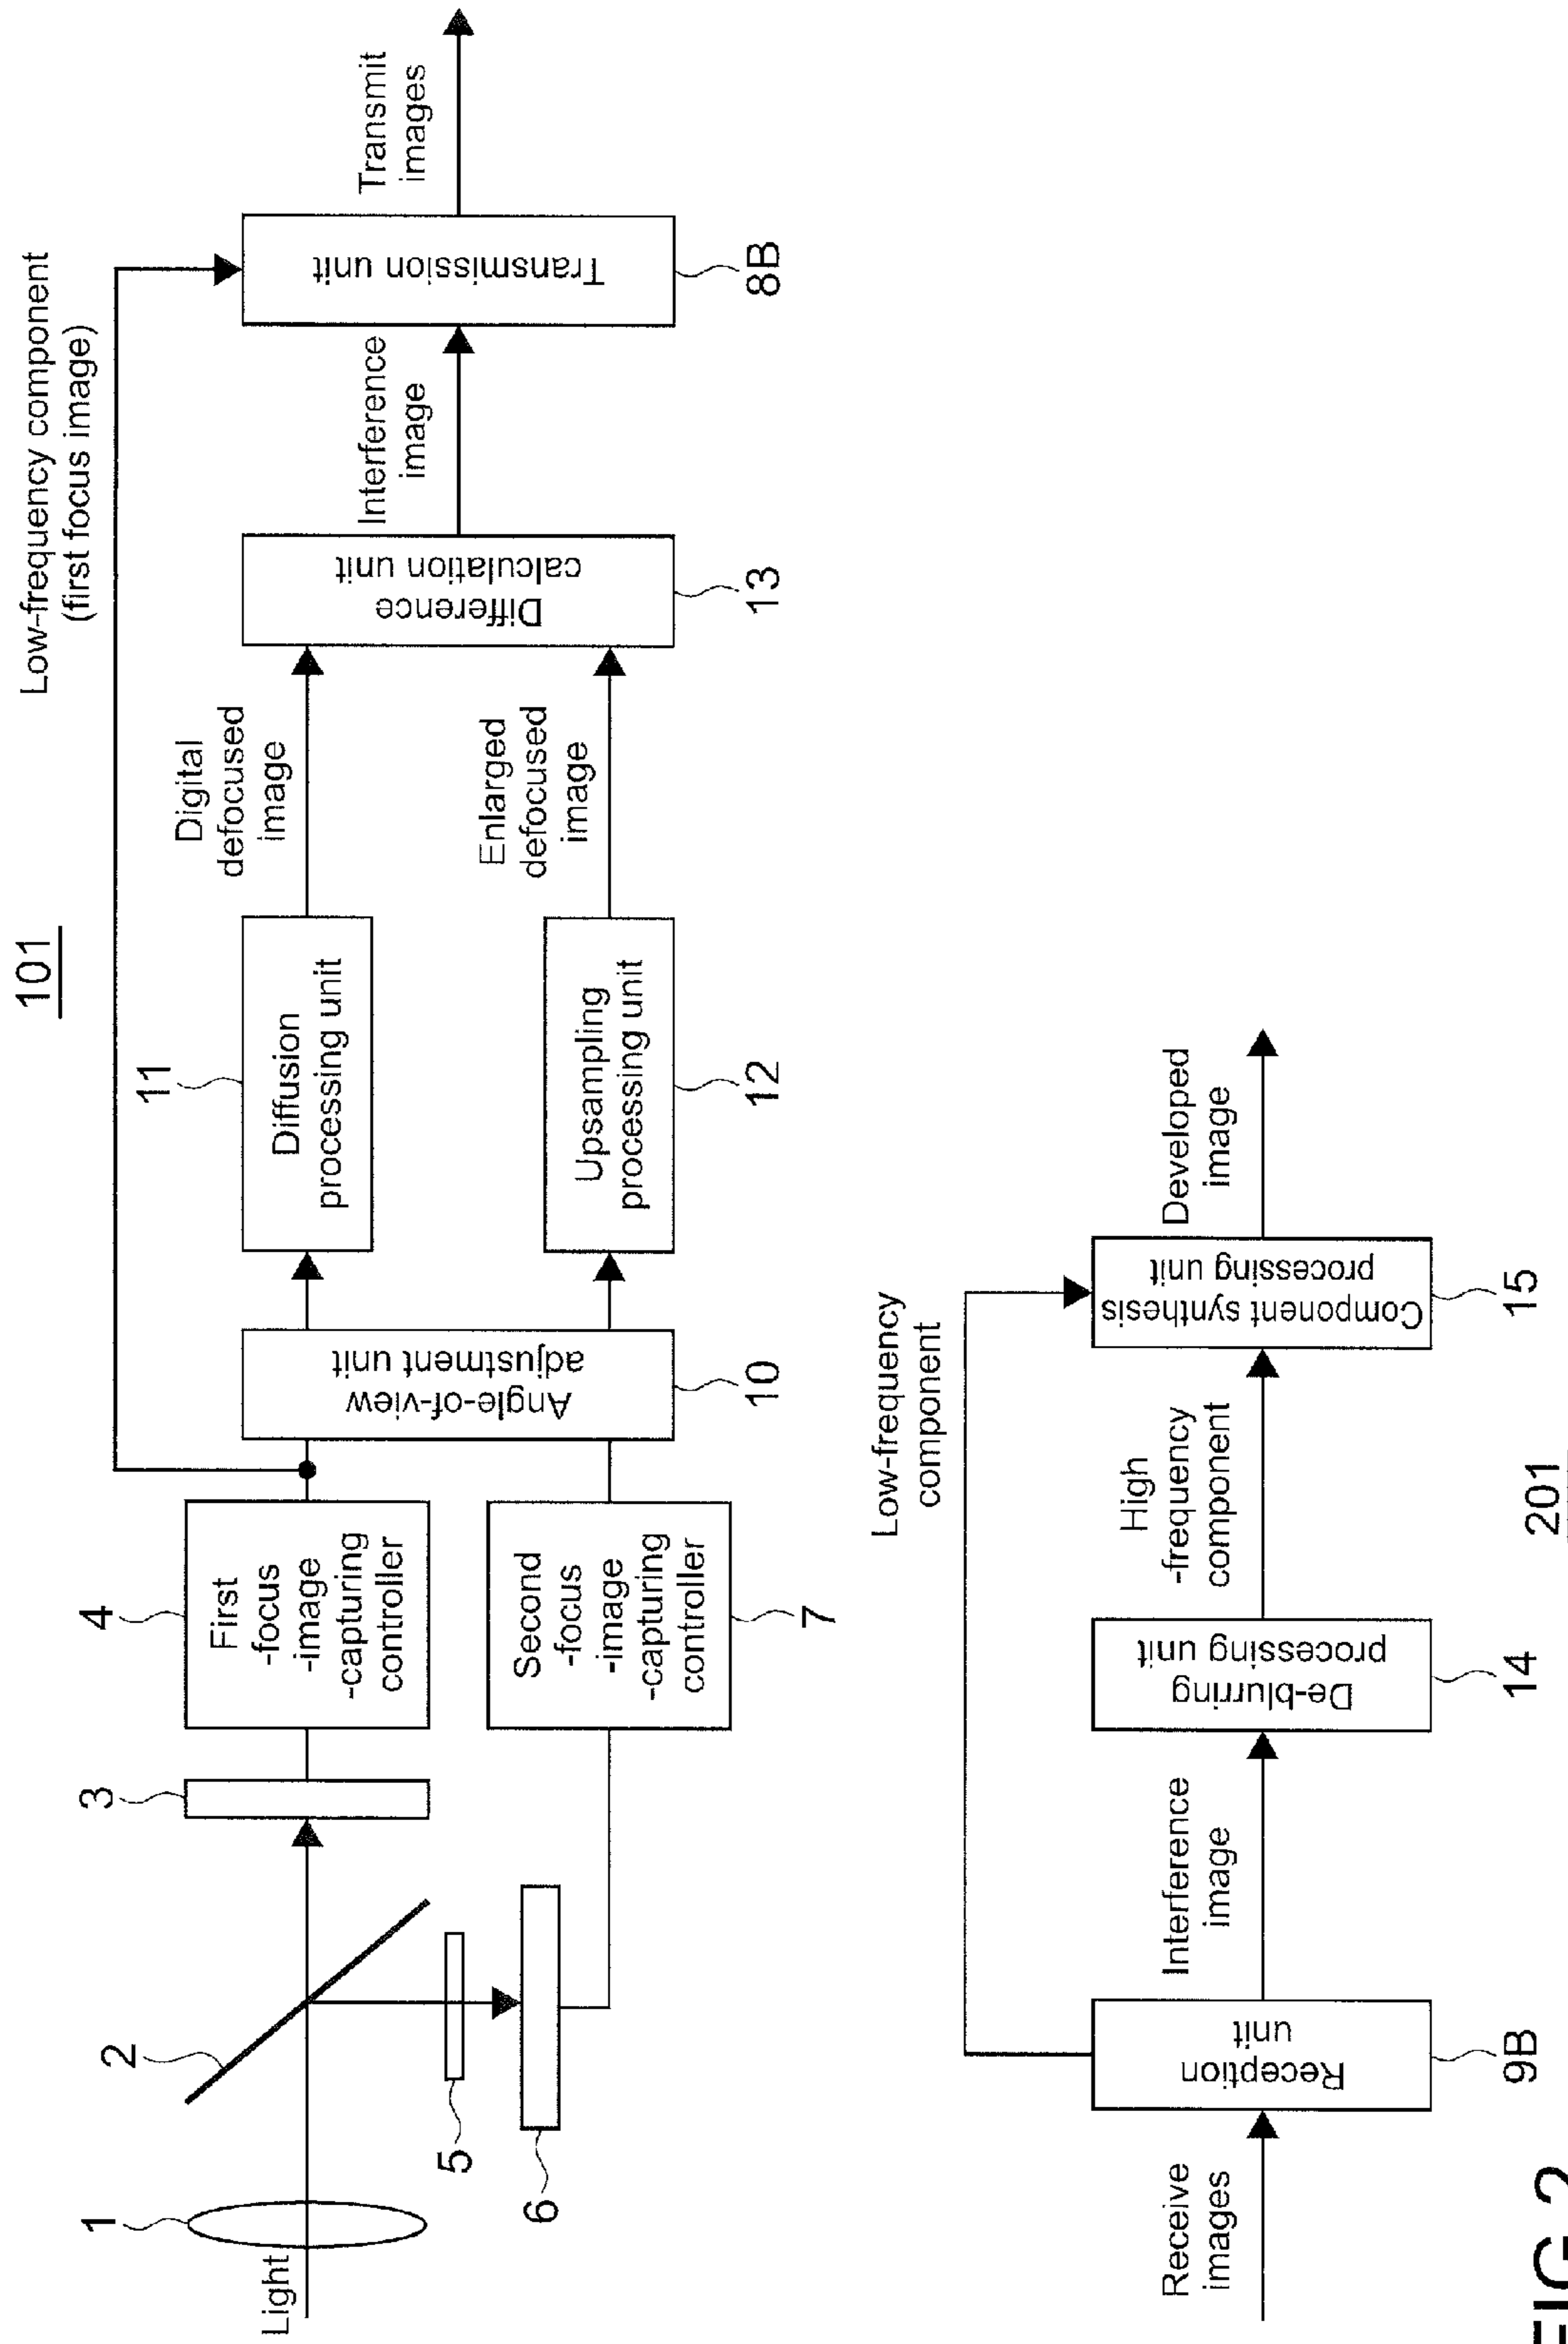 101
Low-frequency component
(first focus image)
Light
1
2
3
4
First
-focus
-image
-capturing
controller
5
6
7
Second
-focus
-image
-capturing
controller
Angle-of-view
adjustment unit
10
11
Diffusion
processing unit
Upsampling
processing unit
12
Digital
defocused
image
Enlarged
defocused
image
Difference
calculation unit
13
Interference
image
Transmission unit
8B
Transmit
images
Receive
images
Reception
unit
9B
Interference
image
De-blurring
processing unit
14
High
-frequency
component
Low-frequency
component
Component synthesis
processing unit
15
Developed
image
201
FIG.2